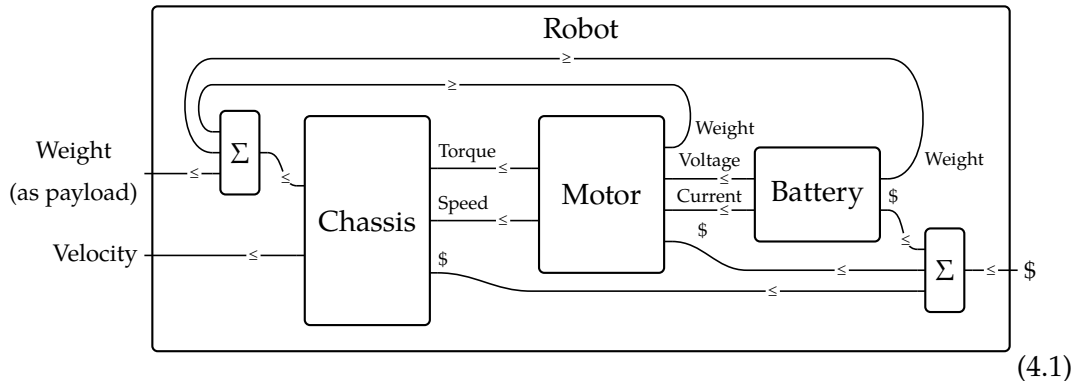 Robot
≥
≥
Weight
Weight
(as payload)
≤
Σ
≤
Torque
≤
Voltage
≤
Weight
Chassis
Motor
Battery
Speed
≤
Current
≤
$
Velocity
≤
$
$
≤
≤
≤
Σ
≤
$
(4.1)